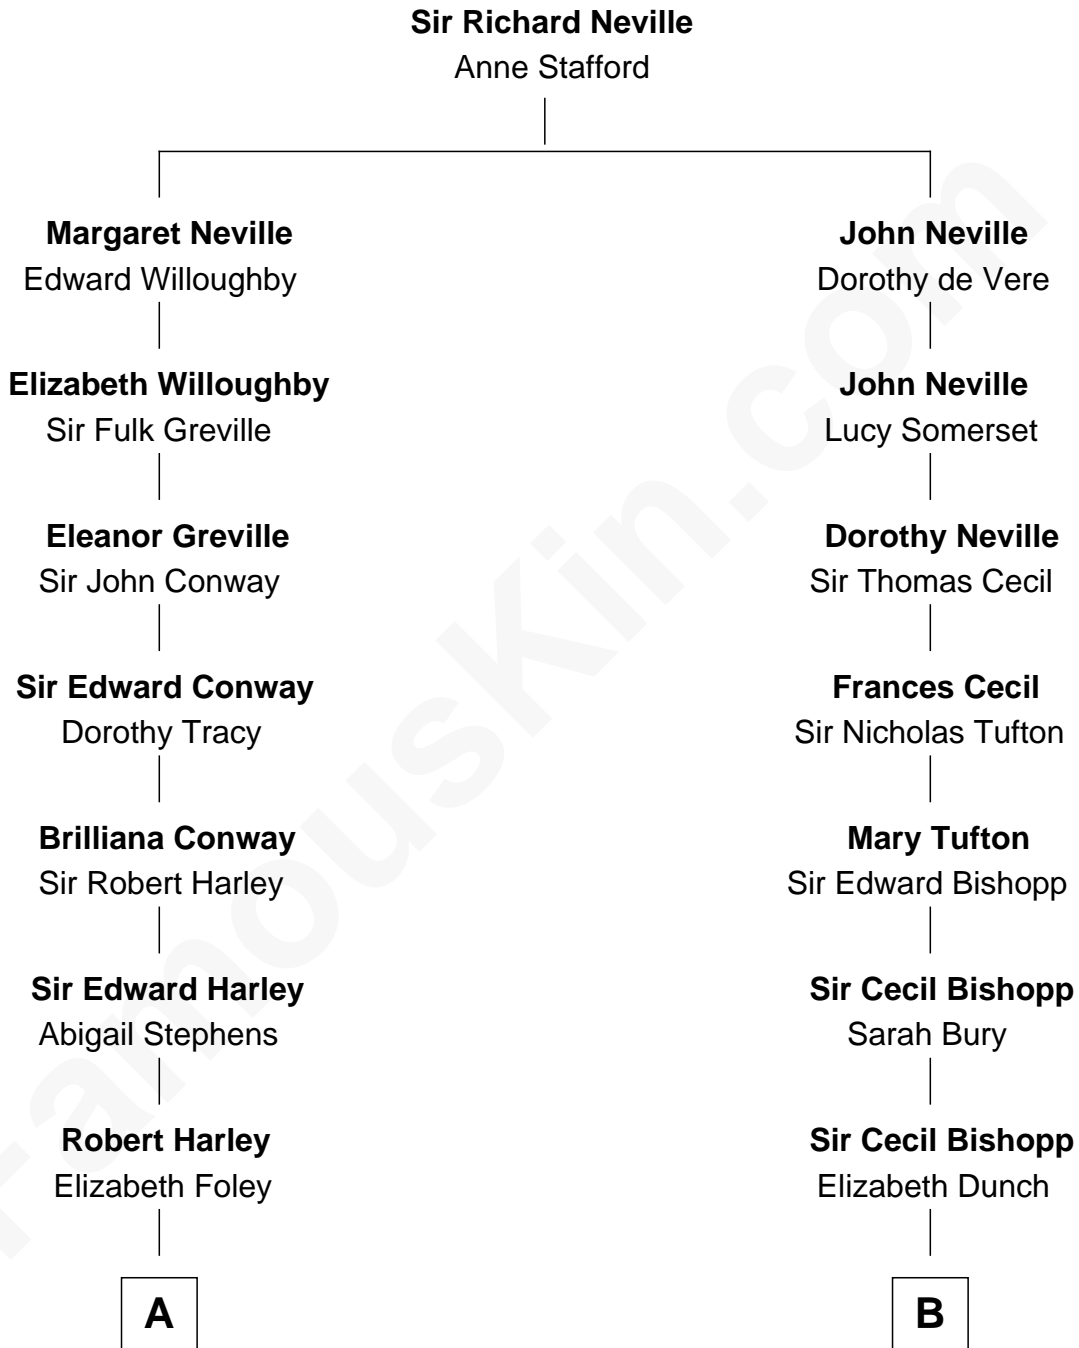 Sir Richard Neville
Anne Stafford
Margaret Neville
Edward Willoughby
John Neville
Dorothy de Vere
Elizabeth Willoughby
Sir Fulk Greville
John Neville
Lucy Somerset
Eleanor Greville
Sir John Conway
Dorothy Neville
Sir Thomas Cecil
Sir Edward Conway
Dorothy Tracy
Frances Cecil
Sir Nicholas Tufton
Brilliana Conway
Sir Robert Harley
Mary Tufton
Sir Edward Bishopp
Sir Edward Harley
Abigail Stephens
Sir Cecil Bishopp
Sarah Bury
Robert Harley
Elizabeth Foley
Sir Cecil Bishopp
Elizabeth Dunch
A
B
FamousKin.com